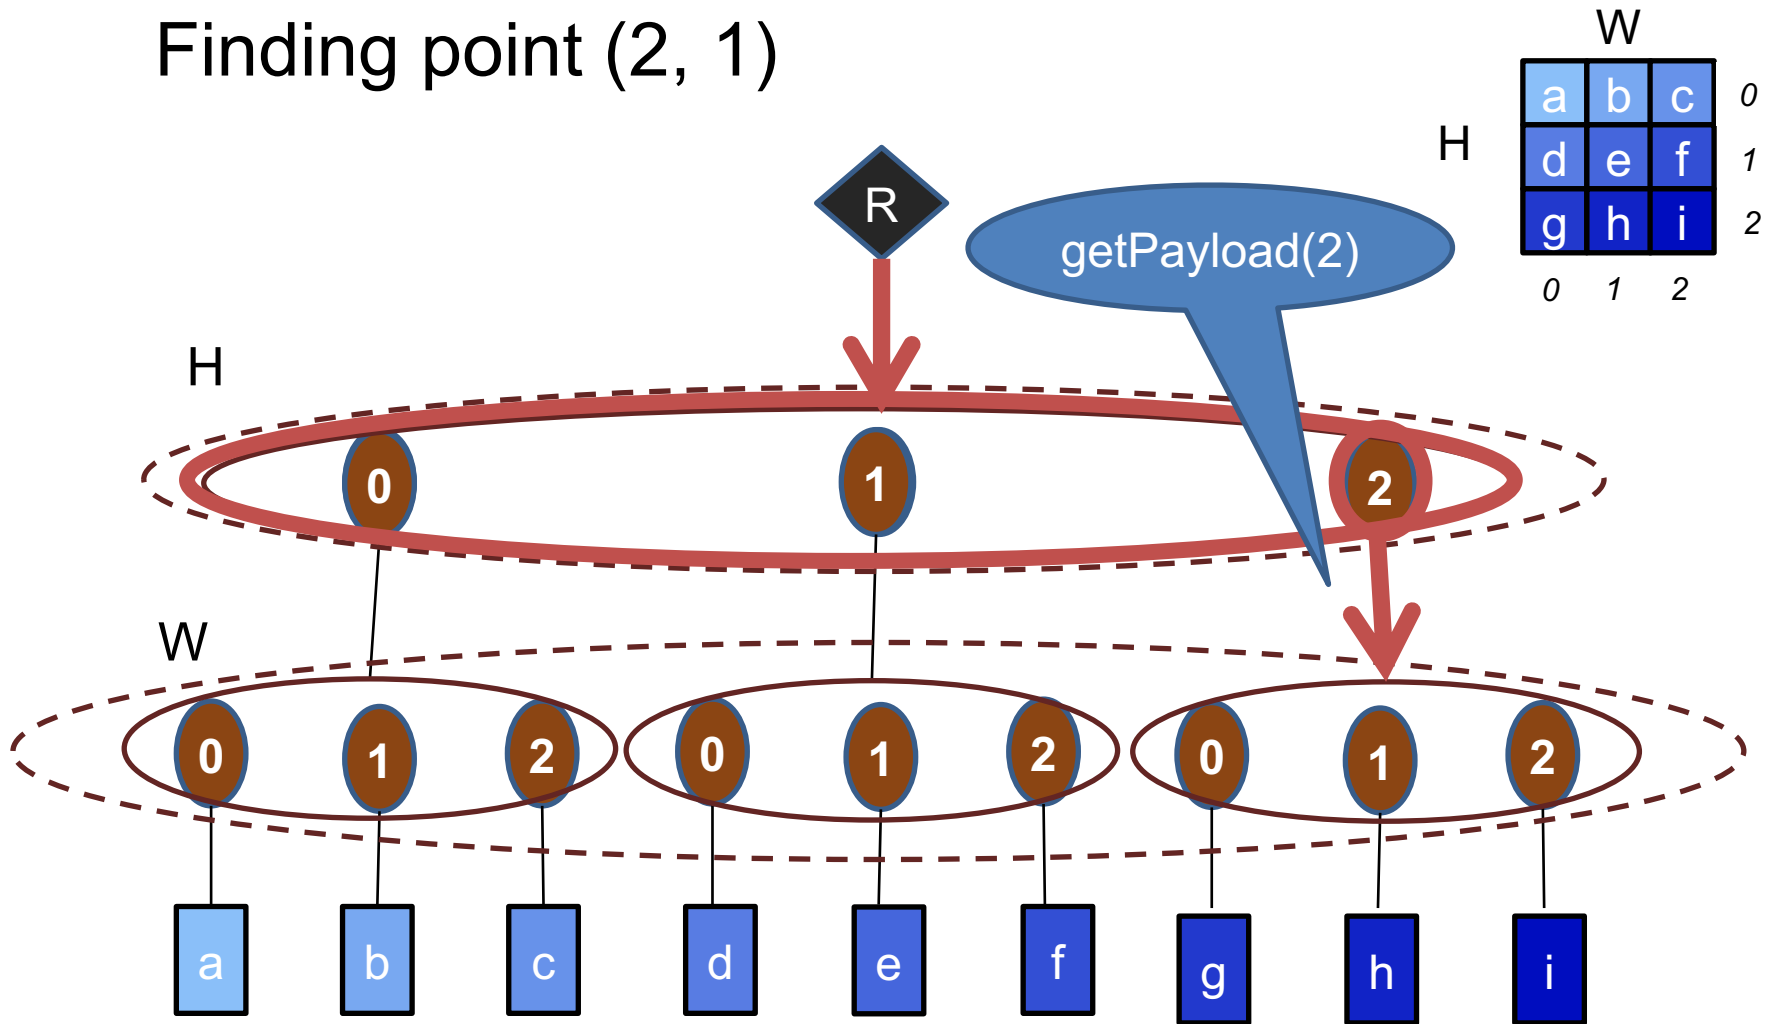 Finding point (2, 1)
W
a b c 0
H
d e f 1
g h i 2
0 1 2
R
getPayload(2)
H
0 1 2
W
0 1 2 0 1 2 0 1 2
a b c d e f g h i